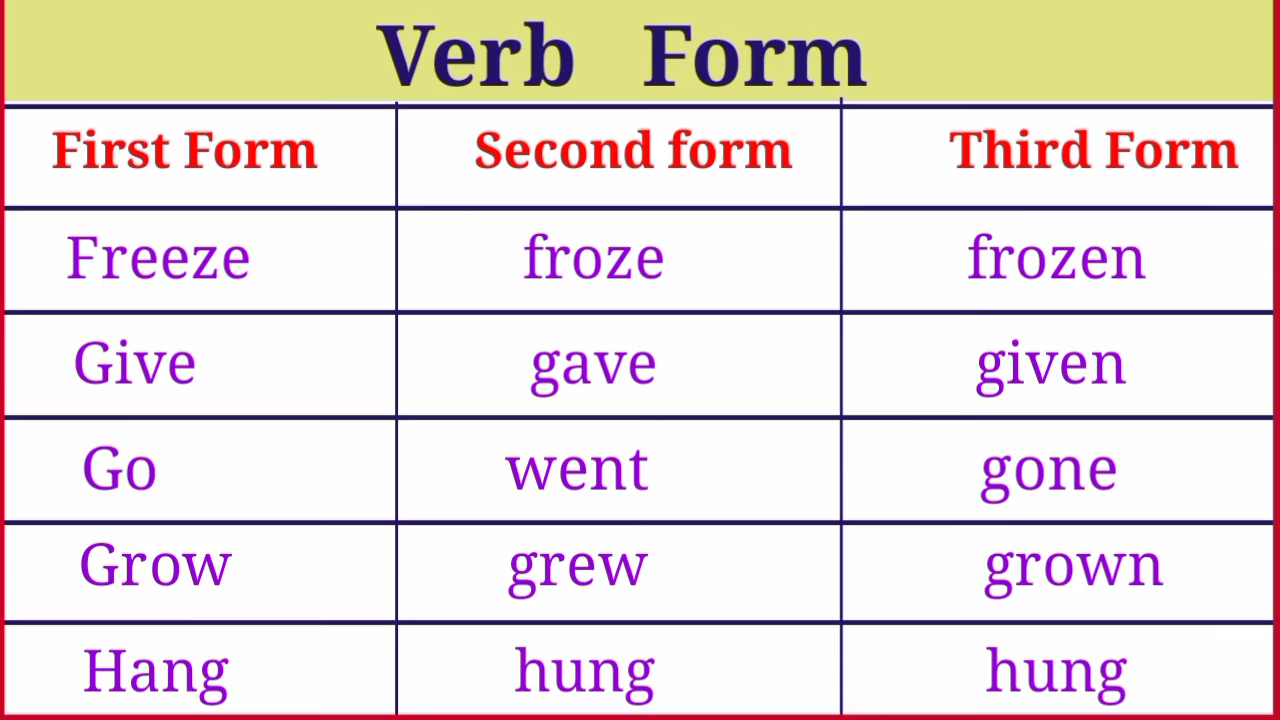 Verb Form
First Form Second form Third Form
Freeze froze frozen
Give gave given
Go went gone
Grow grew grown
Hang hung hung